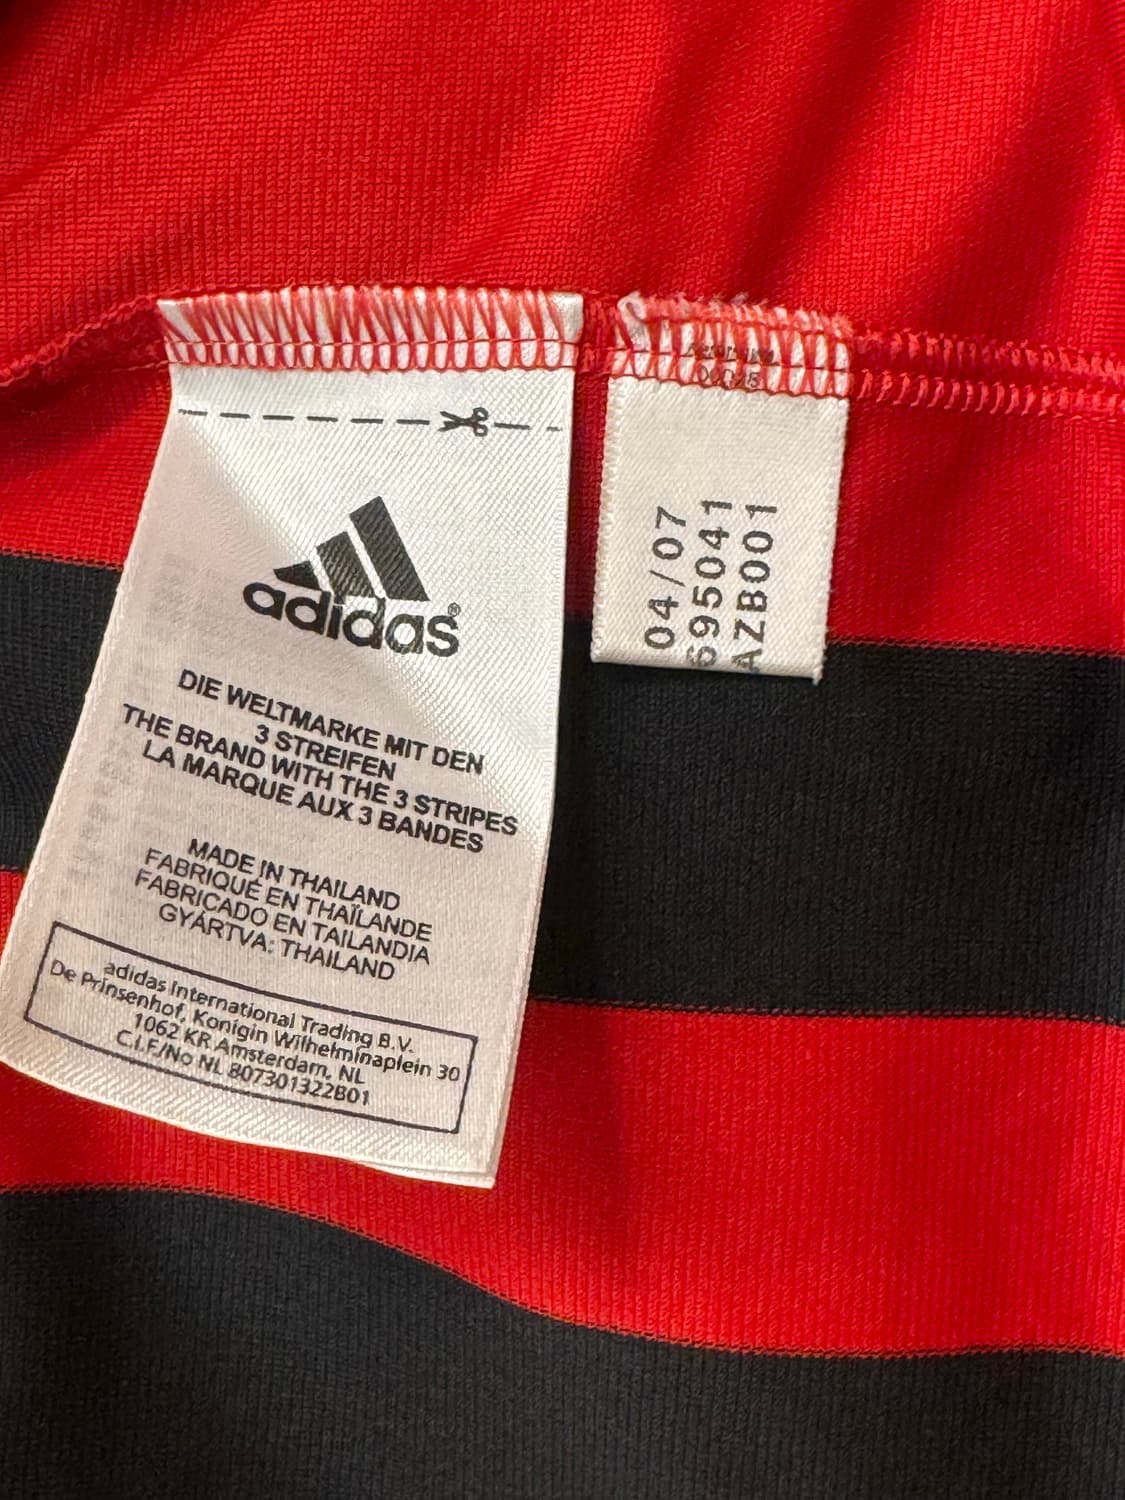 adidas®
DIE WELTMARKE MIT DEN
3 STREIFEN
THE BRAND WITH THE 3 STRIPES
LA MARQUE AUX 3 BANDES
MADE IN THAILAND
FABRIQUÉ EN THAÏLANDE
FABRICADO EN TAILANDIA
GYÁRTVA: THAILAND
adidas International Trading B.V.
De Prinsenhof, Konigin Wilhelminaplein 30
1062 KR Amsterdam, NL
C.I.F./No NL 807301322B01
04/07
695041
AZB001